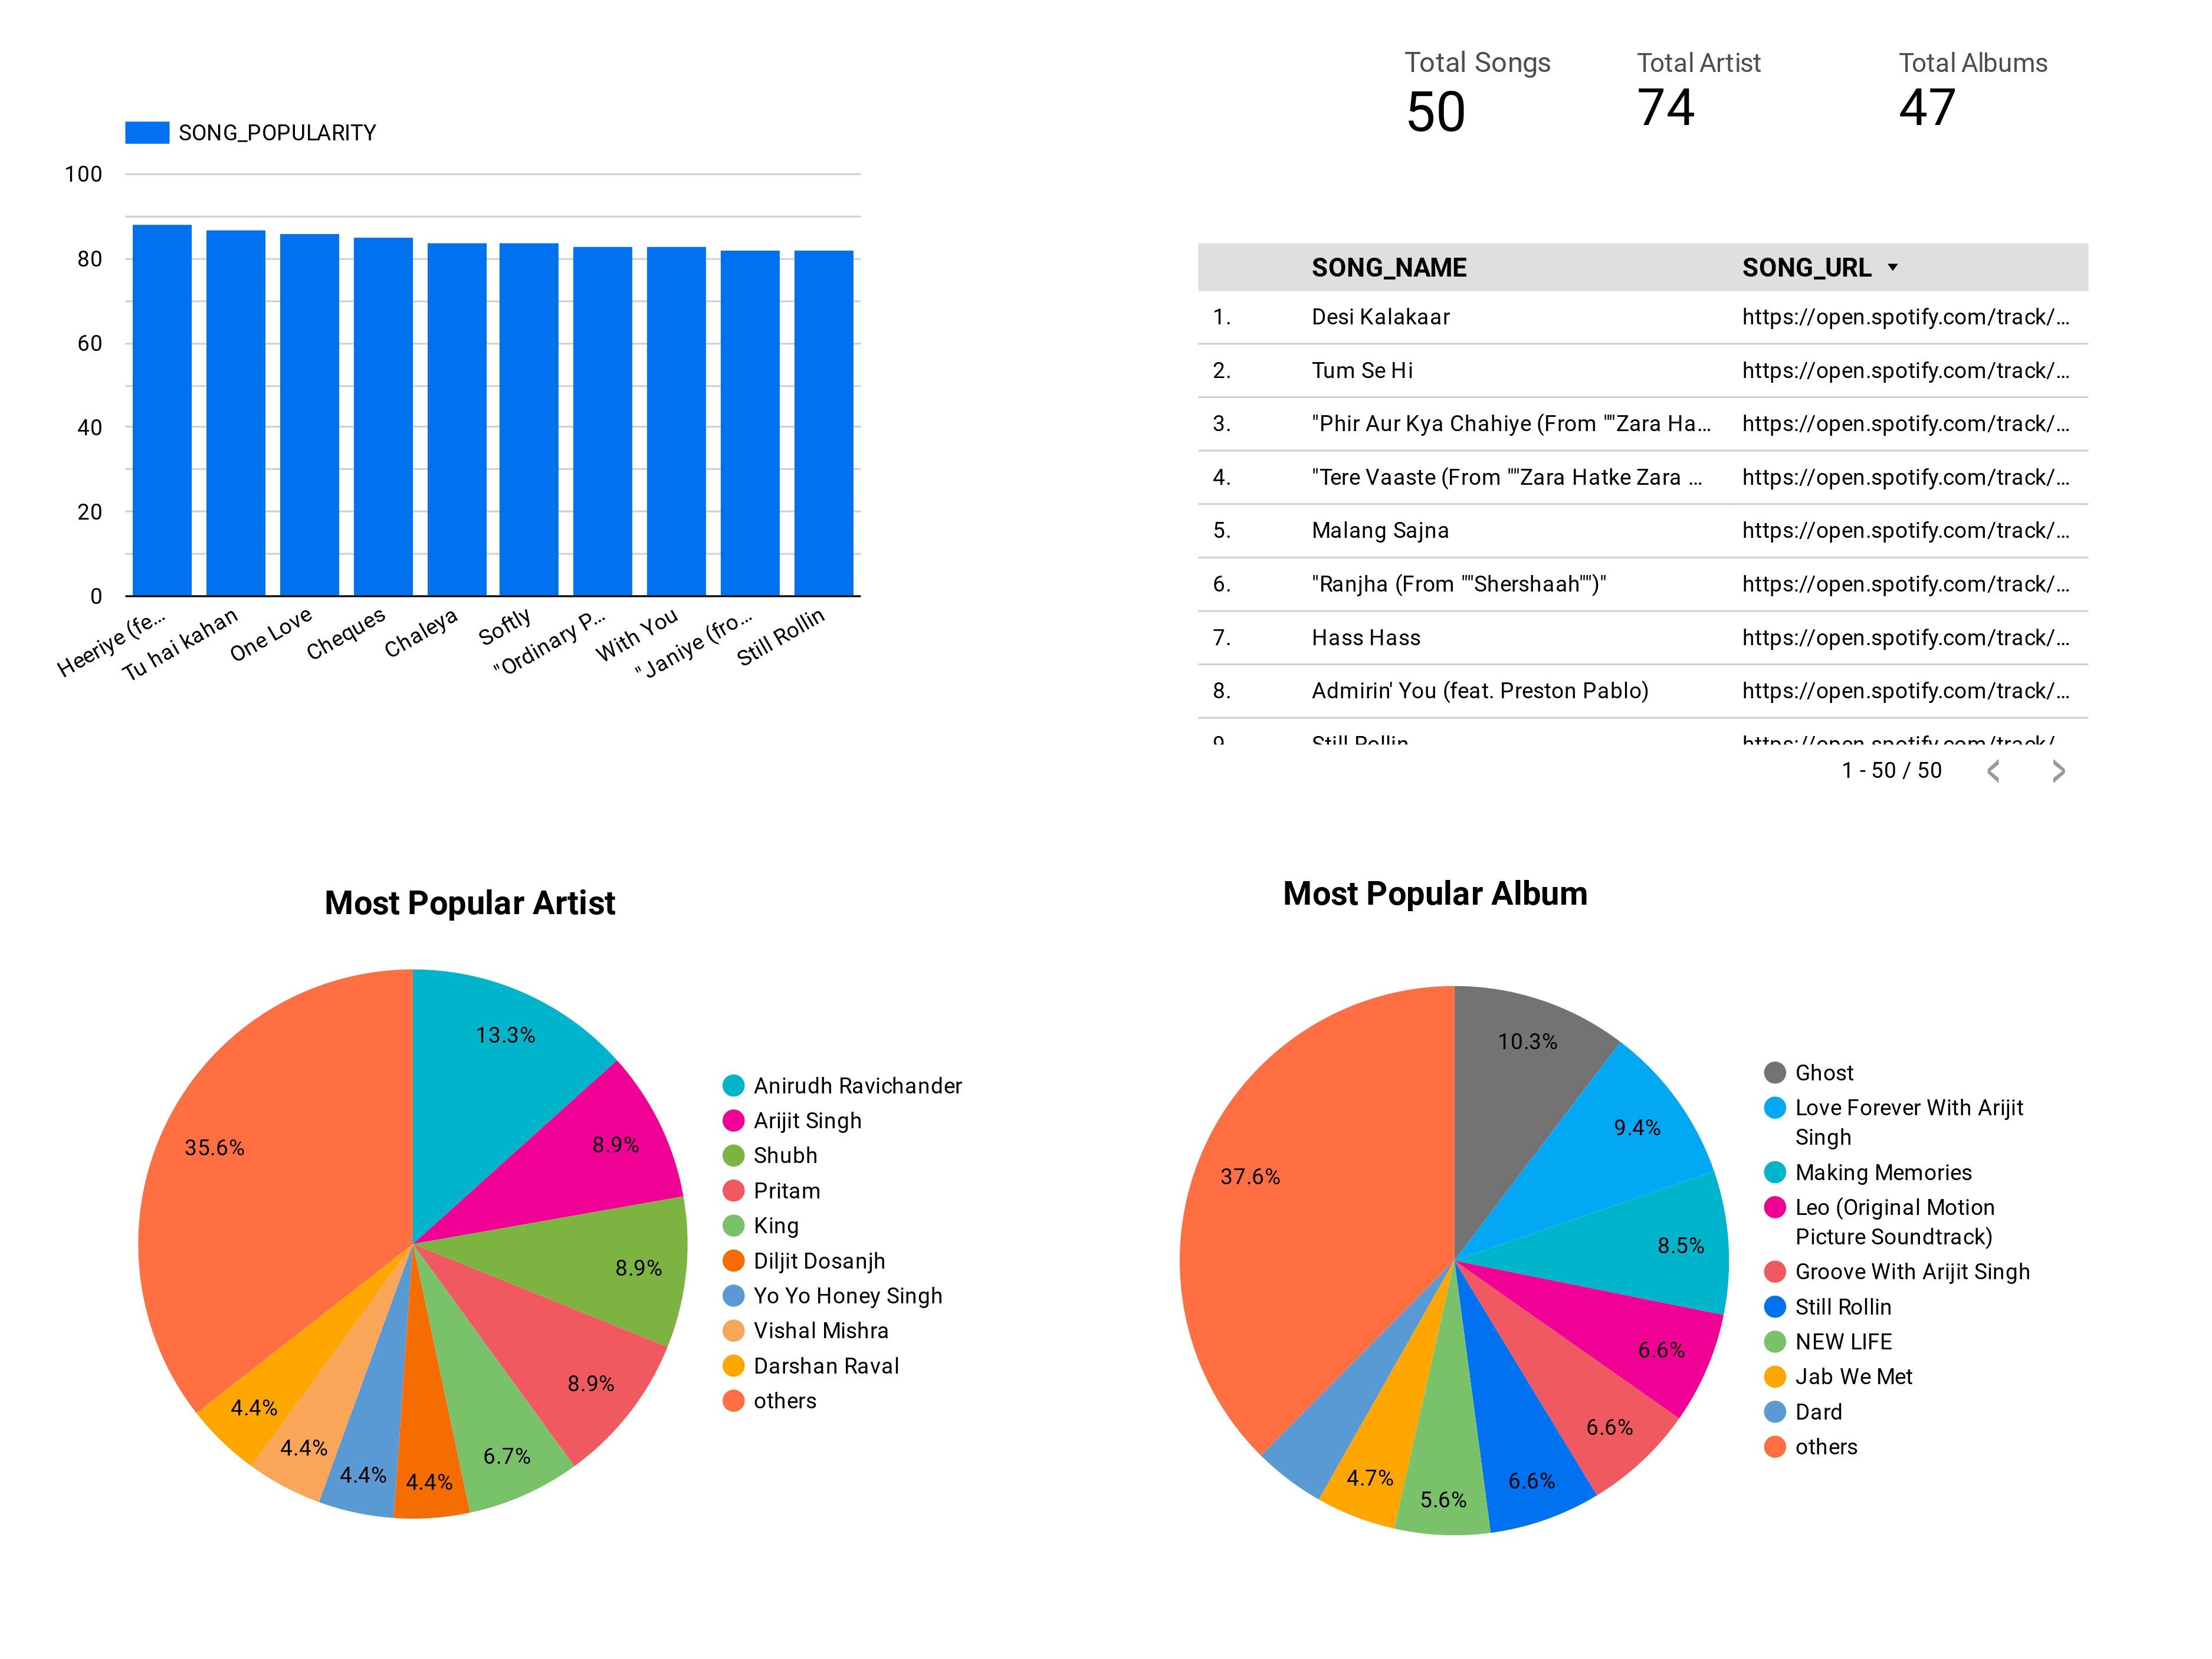 Total Songs
50
Total Artist
74
Total Albums
47
SONG_POPULARITY
100
80
60
40
20
0
Heeriye (fe...
Tu hai kahan
One Love
Cheques
Chaleya
Softly
"Ordinary P...
With You
" Janiye (fro...
Still Rollin
SONG_NAME SONG_URL
1. Desi Kalakaar https://open.spotify.com/track/...
2. Tum Se Hi https://open.spotify.com/track/...
3. "Phir Aur Kya Chahiye (From ""Zara Ha... https://open.spotify.com/track/...
4. "Tere Vaaste (From ""Zara Hatke Zara ... https://open.spotify.com/track/...
5. Malang Sajna https://open.spotify.com/track/...
6. "Ranjha (From ""Shershaah"")" https://open.spotify.com/track/...
7. Hass Hass https://open.spotify.com/track/...
8. Admirin' You (feat. Preston Pablo) https://open.spotify.com/track/...
9. Still Rollin https://open.spotify.com/track/...
1 - 50 / 50
Most Popular Artist
13.3%
8.9%
8.9%
8.9%
6.7%
4.4%
4.4%
4.4%
4.4%
35.6%
Anirudh Ravichander
Arijit Singh
Shubh
Pritam
King
Diljit Dosanjh
Yo Yo Honey Singh
Vishal Mishra
Darshan Raval
others
Most Popular Album
10.3%
9.4%
8.5%
6.6%
6.6%
6.6%
5.6%
4.7%
37.6%
Ghost
Love Forever With Arijit
Singh
Making Memories
Leo (Original Motion
Picture Soundtrack)
Groove With Arijit Singh
Still Rollin
NEW LIFE
Jab We Met
Dard
others